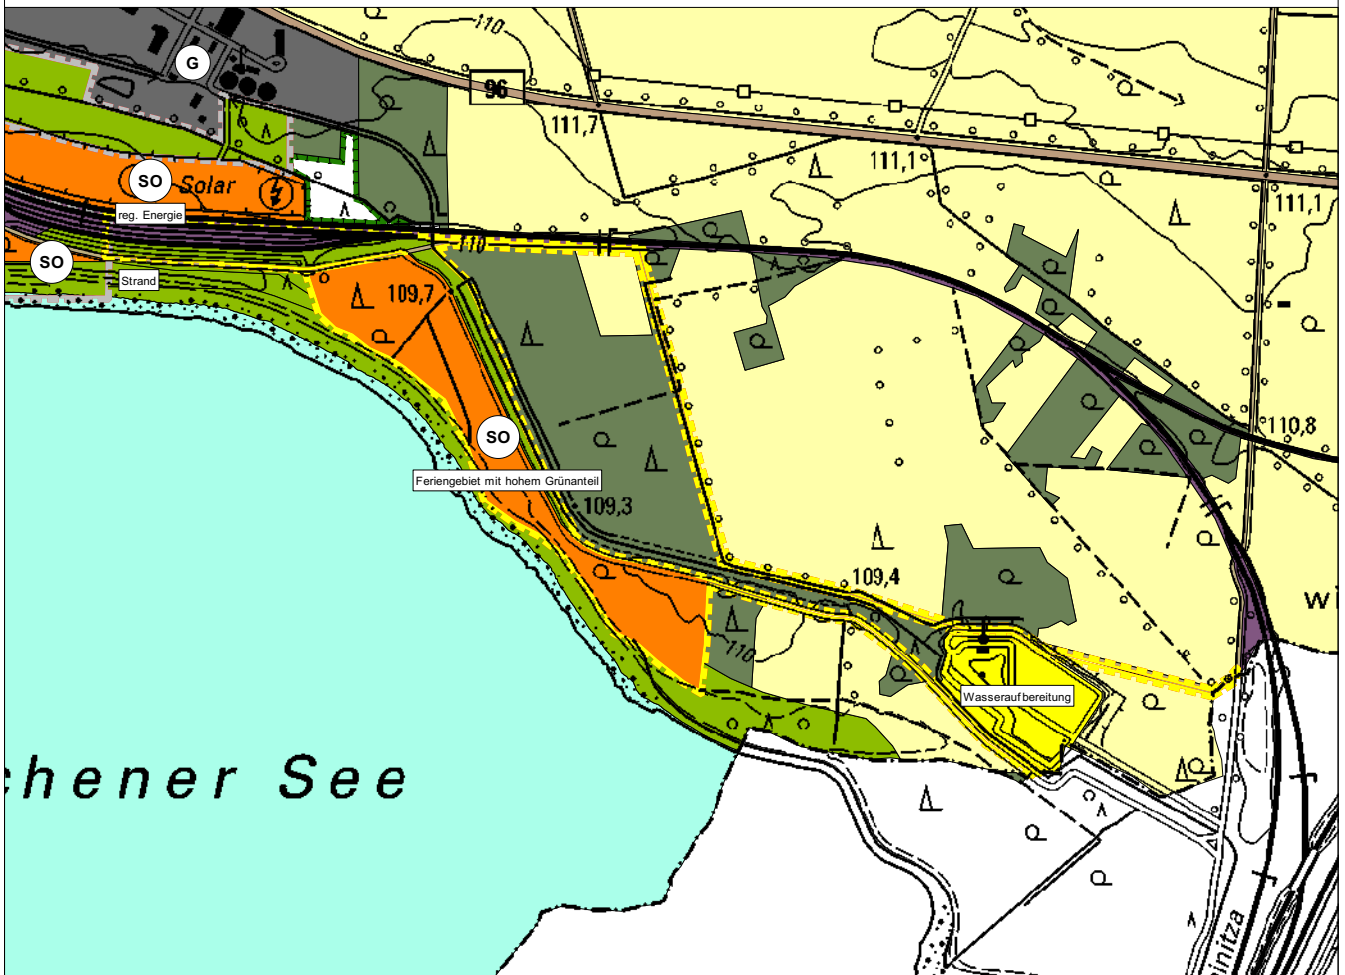 110
G
96
111,7
111,1
SO
Solar
reg. Energie
111,1
SO
Strand
110
109,7
110,8
SO
Feriengebiet mit hohem Grünanteil
109,3
109,4
wi
110
Wasseraufbereitung
chener See
initza